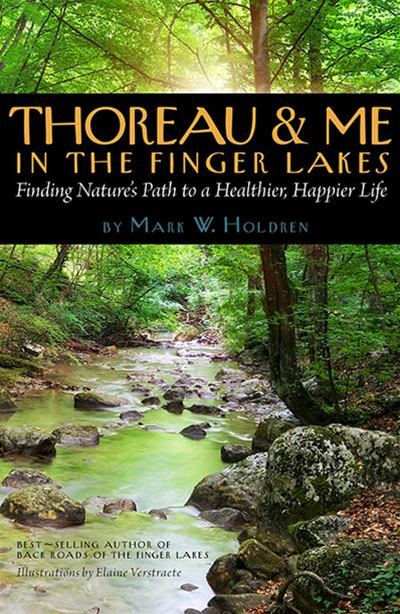 THOREAU & ME
IN THE FINGER LAKES
Finding Nature's Path to a Healthier, Happier Life
BY MARK W. HOLDREN
BEST~SELLING AUTHOR OF
BACK ROADS OF THE FINGER LAKES
Illustrations by Elaine Verstraete